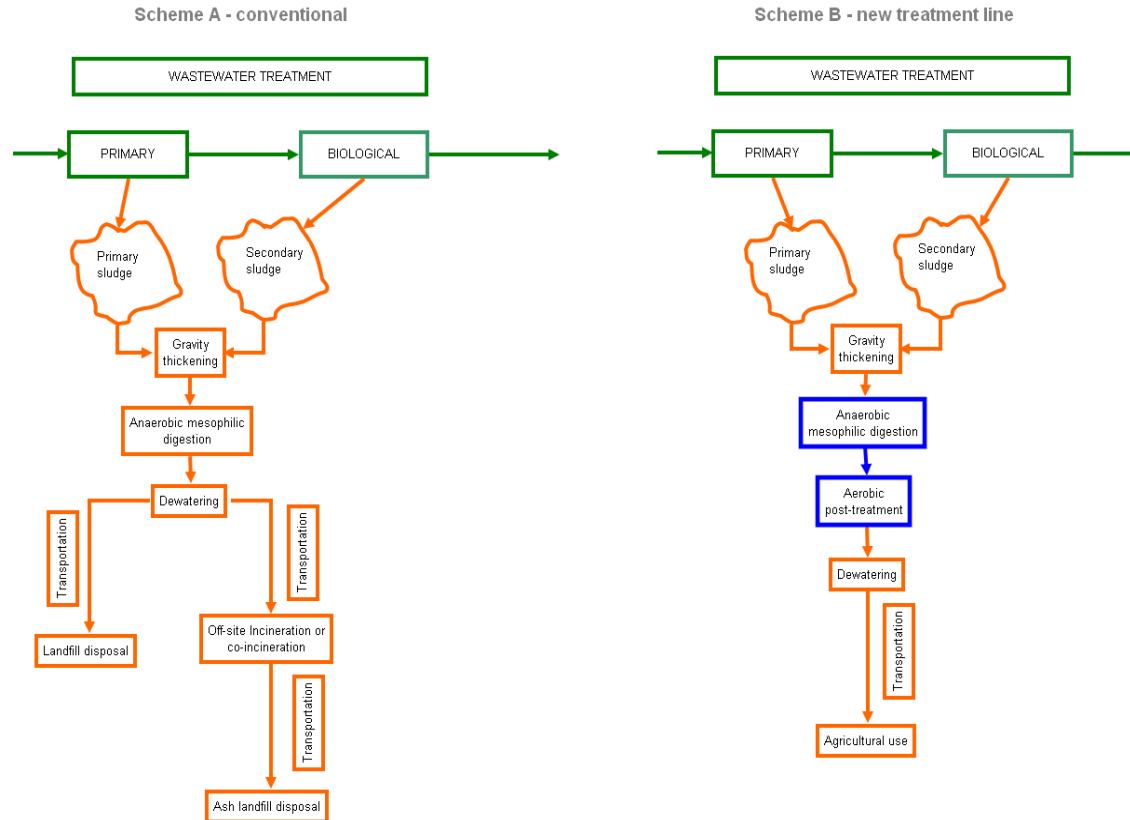 Scheme A - conventional
WASTEWATER TREATMENT
PRIMARY
BIOLOGICAL
Primary
sludge
Secondary
sludge
Gravity
thickening
Anaerobic mesophilic
digestion
Dewatering
Transportation
Transportation
Landfill disposal
Off-site Incineration or
co-incineration
Transportation
Ash landfill disposal
Scheme B - new treatment line
WASTEWATER TREATMENT
PRIMARY
BIOLOGICAL
Primary
sludge
Secondary
sludge
Gravity
thickening
Anaerobic
mesophilic digestion
Aerobic
post-treatment
Dewatering
Transportation
Agricultural use